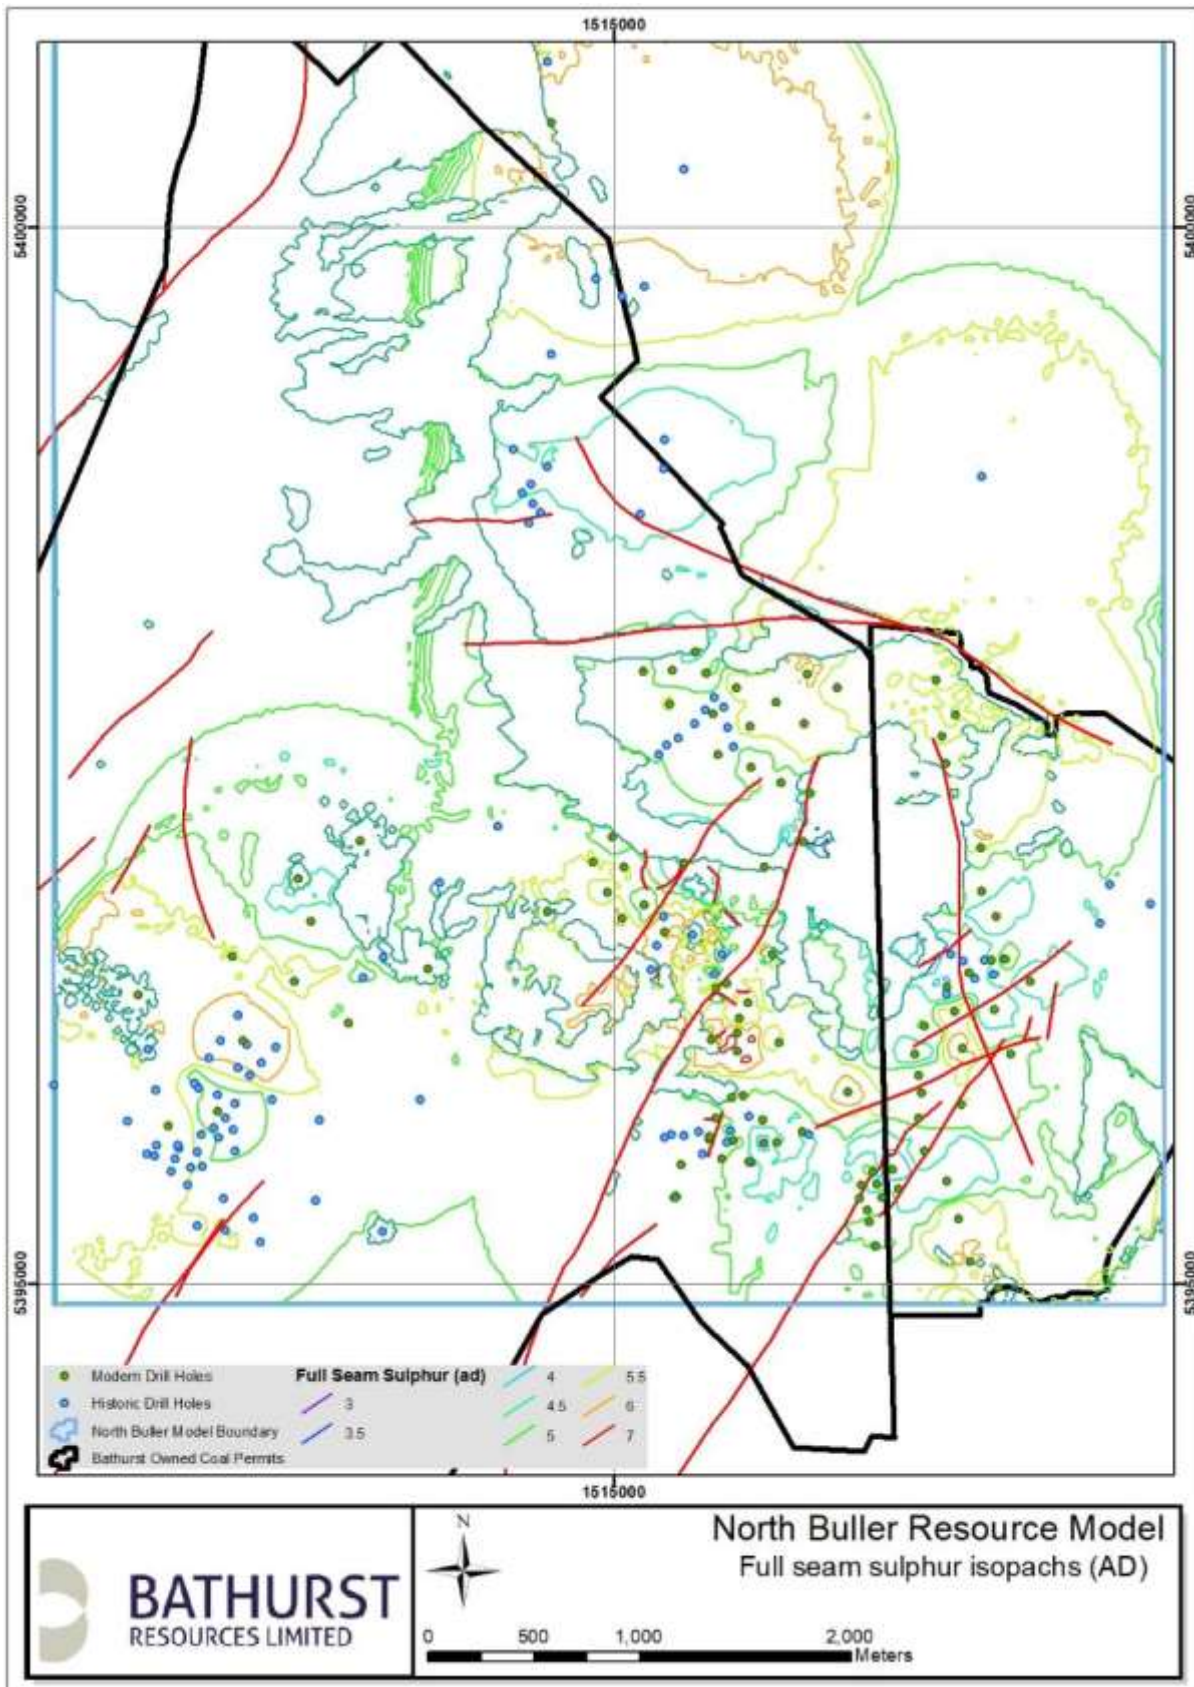 1515000
5400000
5400000
5395000
5395000
Modern Drill Holes
Historic Drill Holes
North Buller Model Boundary
Bathurst Owned Coal Permits
Full Seam Sulphur (ad)
3
3.5
4
4.5
5
5.5
6
7
1515000
BATHURST
RESOURCES LIMITED
N
North Buller Resource Model
Full seam sulphur isopachs (AD)
0 500 1,000 2,000
Meters